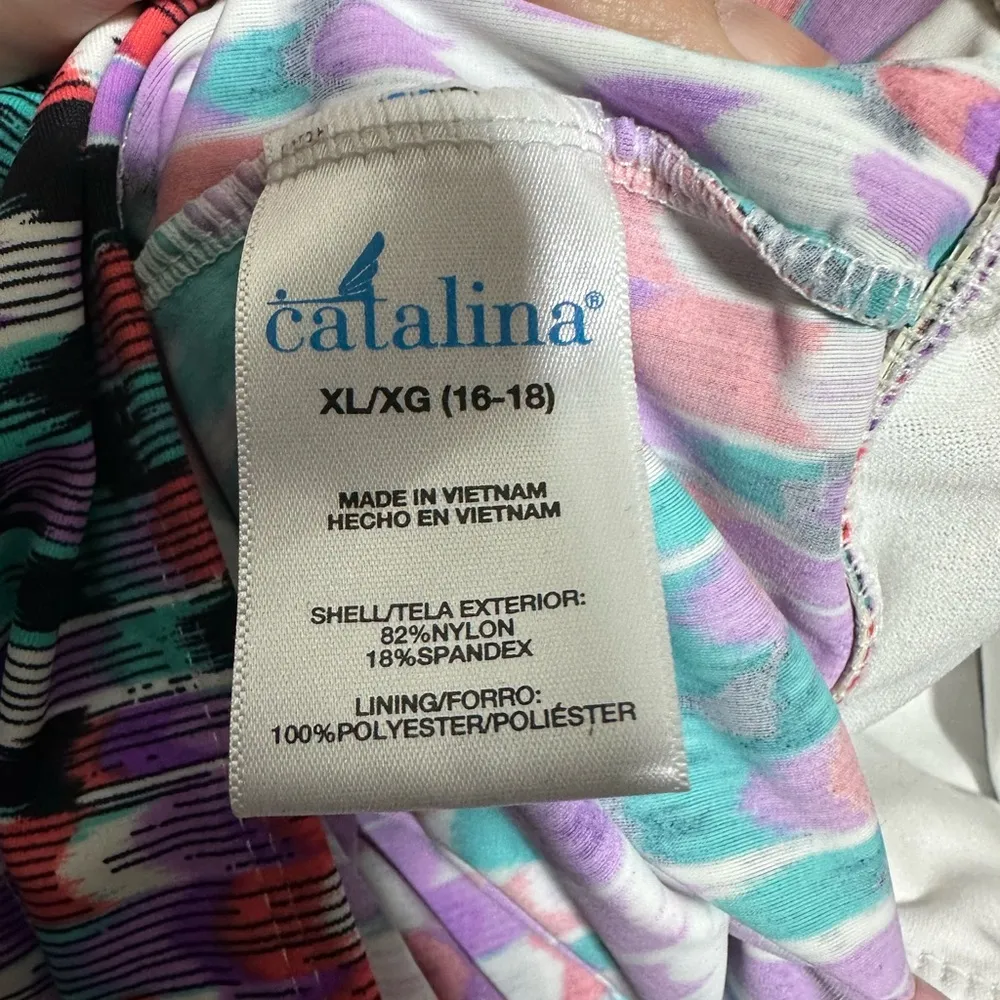 catalina®
XL/XG (16-18)
MADE IN VIETNAM
HECHO EN VIETNAM
SHELL/TELA EXTERIOR:
82%NYLON
18%SPANDEX
LINING/FORRO:
100%POLYESTER/POLIÉSTER